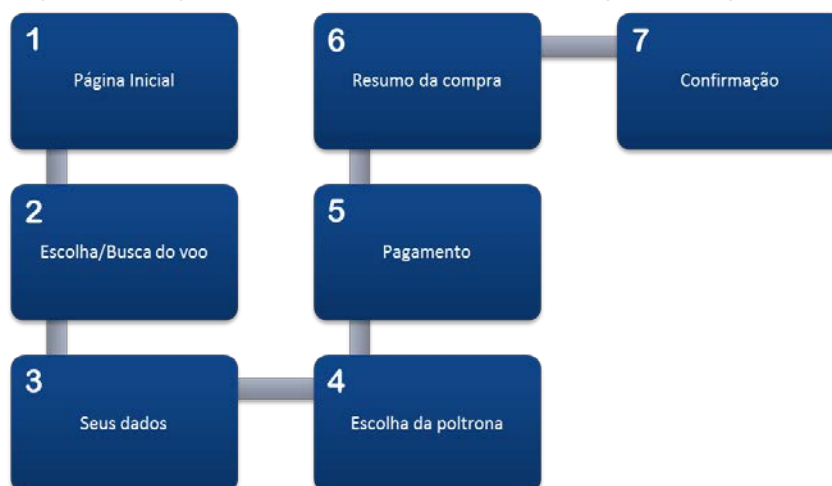 1
Página Inicial
2
Escolha/Busca do voo
3
Seus dados
4
Escolha da poltrona
5
Pagamento
6
Resumo da compra
7
Confirmação